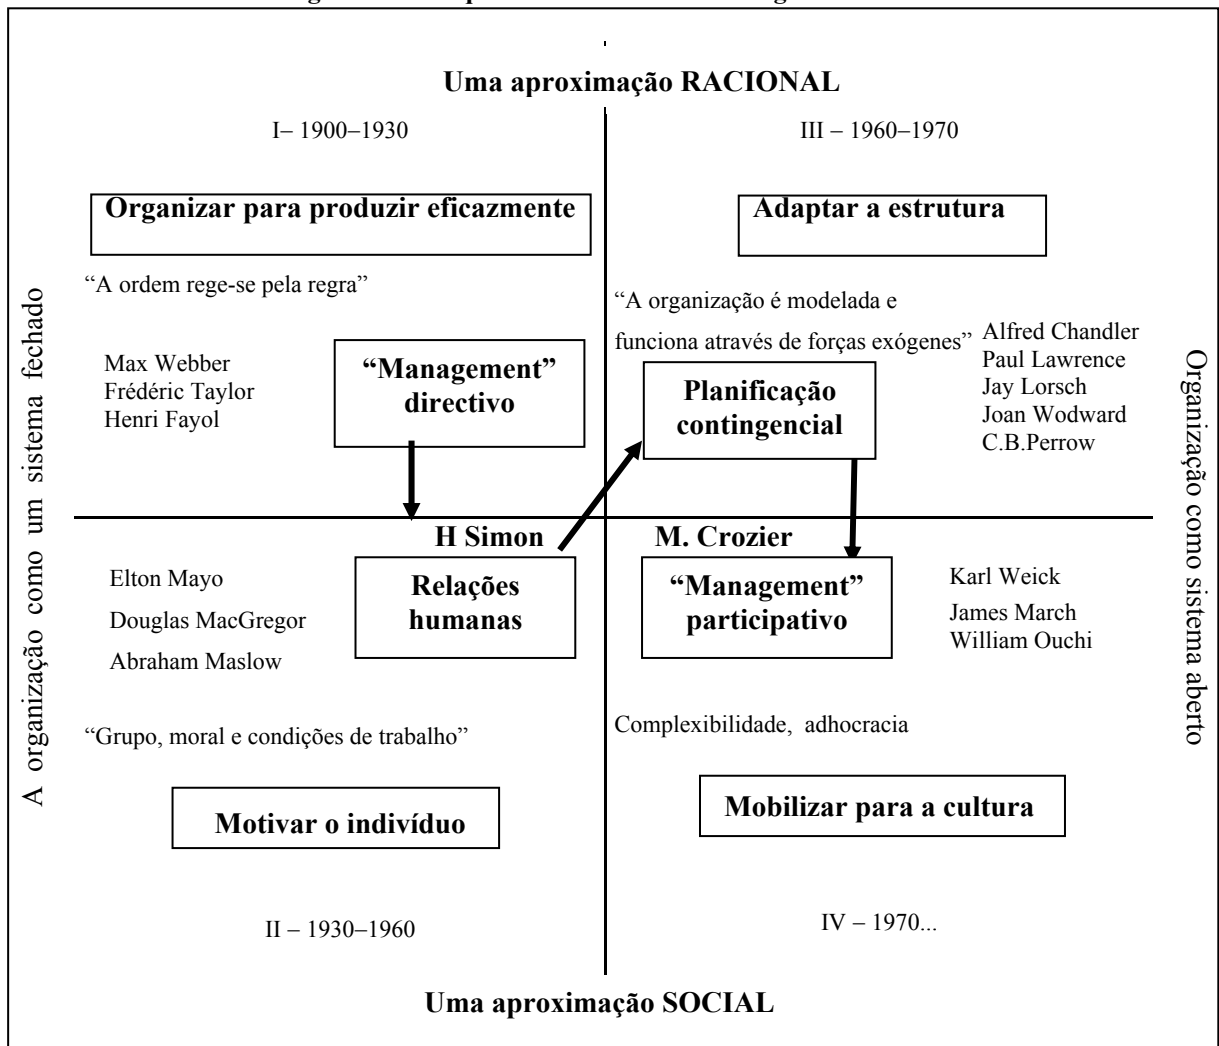 Uma aproximação RACIONAL
I– 1900–1930
Organizar para produzir eficazmente
“A ordem rege-se pela regra”
Max Webber
Frédéric Taylor
Henri Fayol
“Management”
directivo
III – 1960–1970
Adaptar a estrutura
“A organização é modelada e
funciona através de forças exógenes”
Alfred Chandler
Paul Lawrence
Jay Lorsch
Joan Wodward
C.B.Perrow
Planificação
contingencial
A organização como um sistema fechado
Organização como sistema aberto
H Simon
Elton Mayo
Douglas MacGregor
Abraham Maslow
Relações
humanas
“Grupo, moral e condições de trabalho”
Motivar o indivíduo
II – 1930–1960
M. Crozier
“Management”
participativo
Karl Weick
James March
William Ouchi
Complexibilidade, adhocracia
Mobilizar para a cultura
IV – 1970...
Uma aproximação SOCIAL